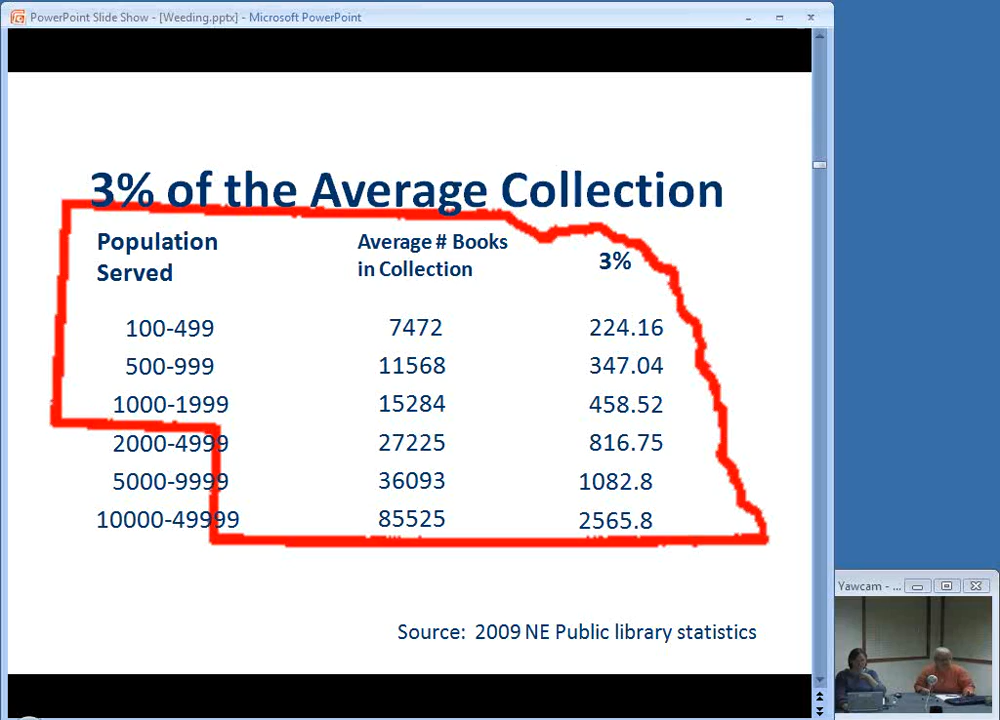 PowerPoint Slide Show - [Weeding.pptx] - Microsoft PowerPoint
3% of the Average Collection
Population Served
Average # Books in Collection
3%
100-499 7472 224.16
500-999 11568 347.04
1000-1999 15284 458.52
2000-4999 27225 816.75
5000-9999 36093 1082.8
10000-49999 85525 2565.8
Source: 2009 NE Public library statistics
Yawcam - ...